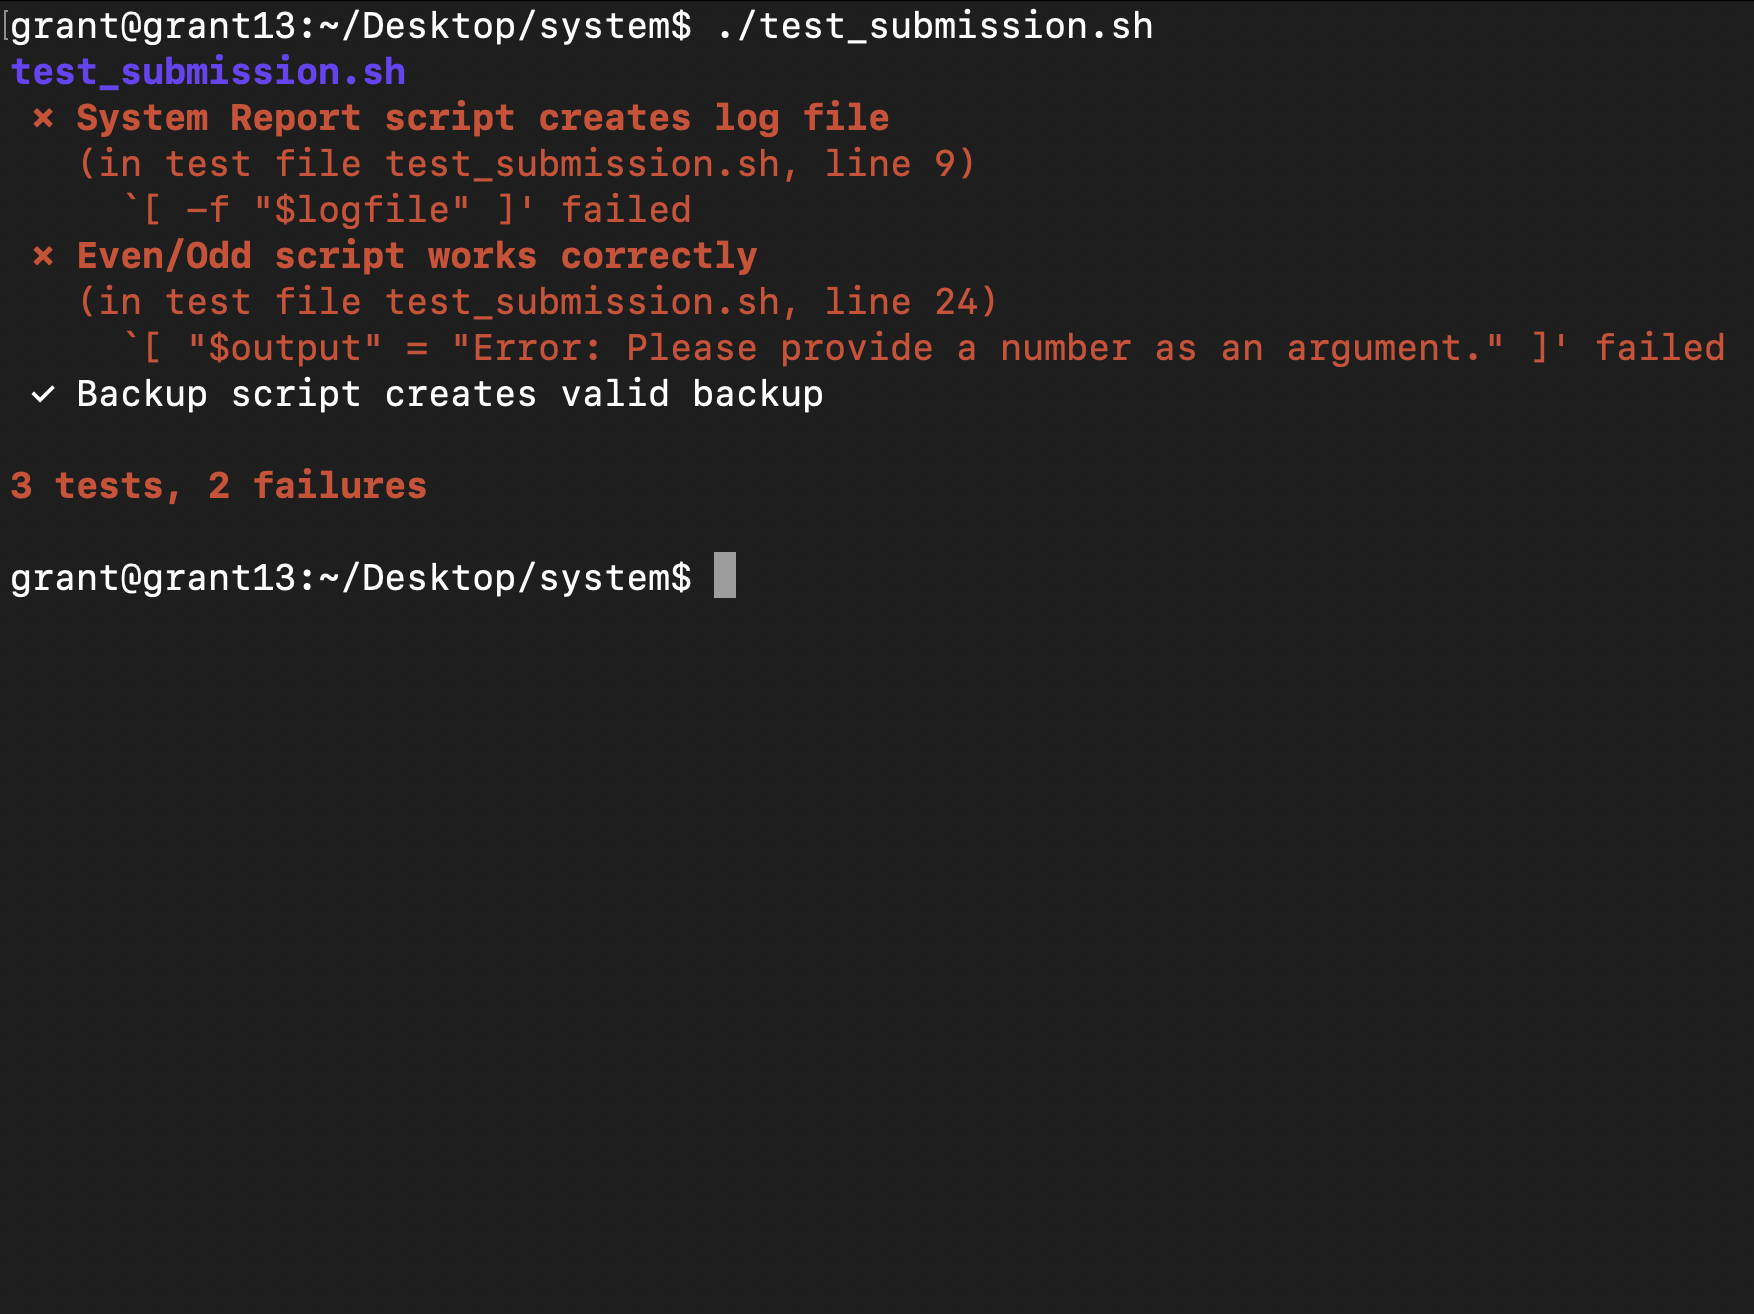 [grant@grant13:~/Desktop/system$ ./test_submission.sh
test_submission.sh
✗ System Report script creates log file
(in test file test_submission.sh, line 9)
`[ -f "$logfile" ]' failed
✗ Even/Odd script works correctly
(in test file test_submission.sh, line 24)
`[ "$output" = "Error: Please provide a number as an argument." ]' failed
✓ Backup script creates valid backup
3 tests, 2 failures
grant@grant13:~/Desktop/system$